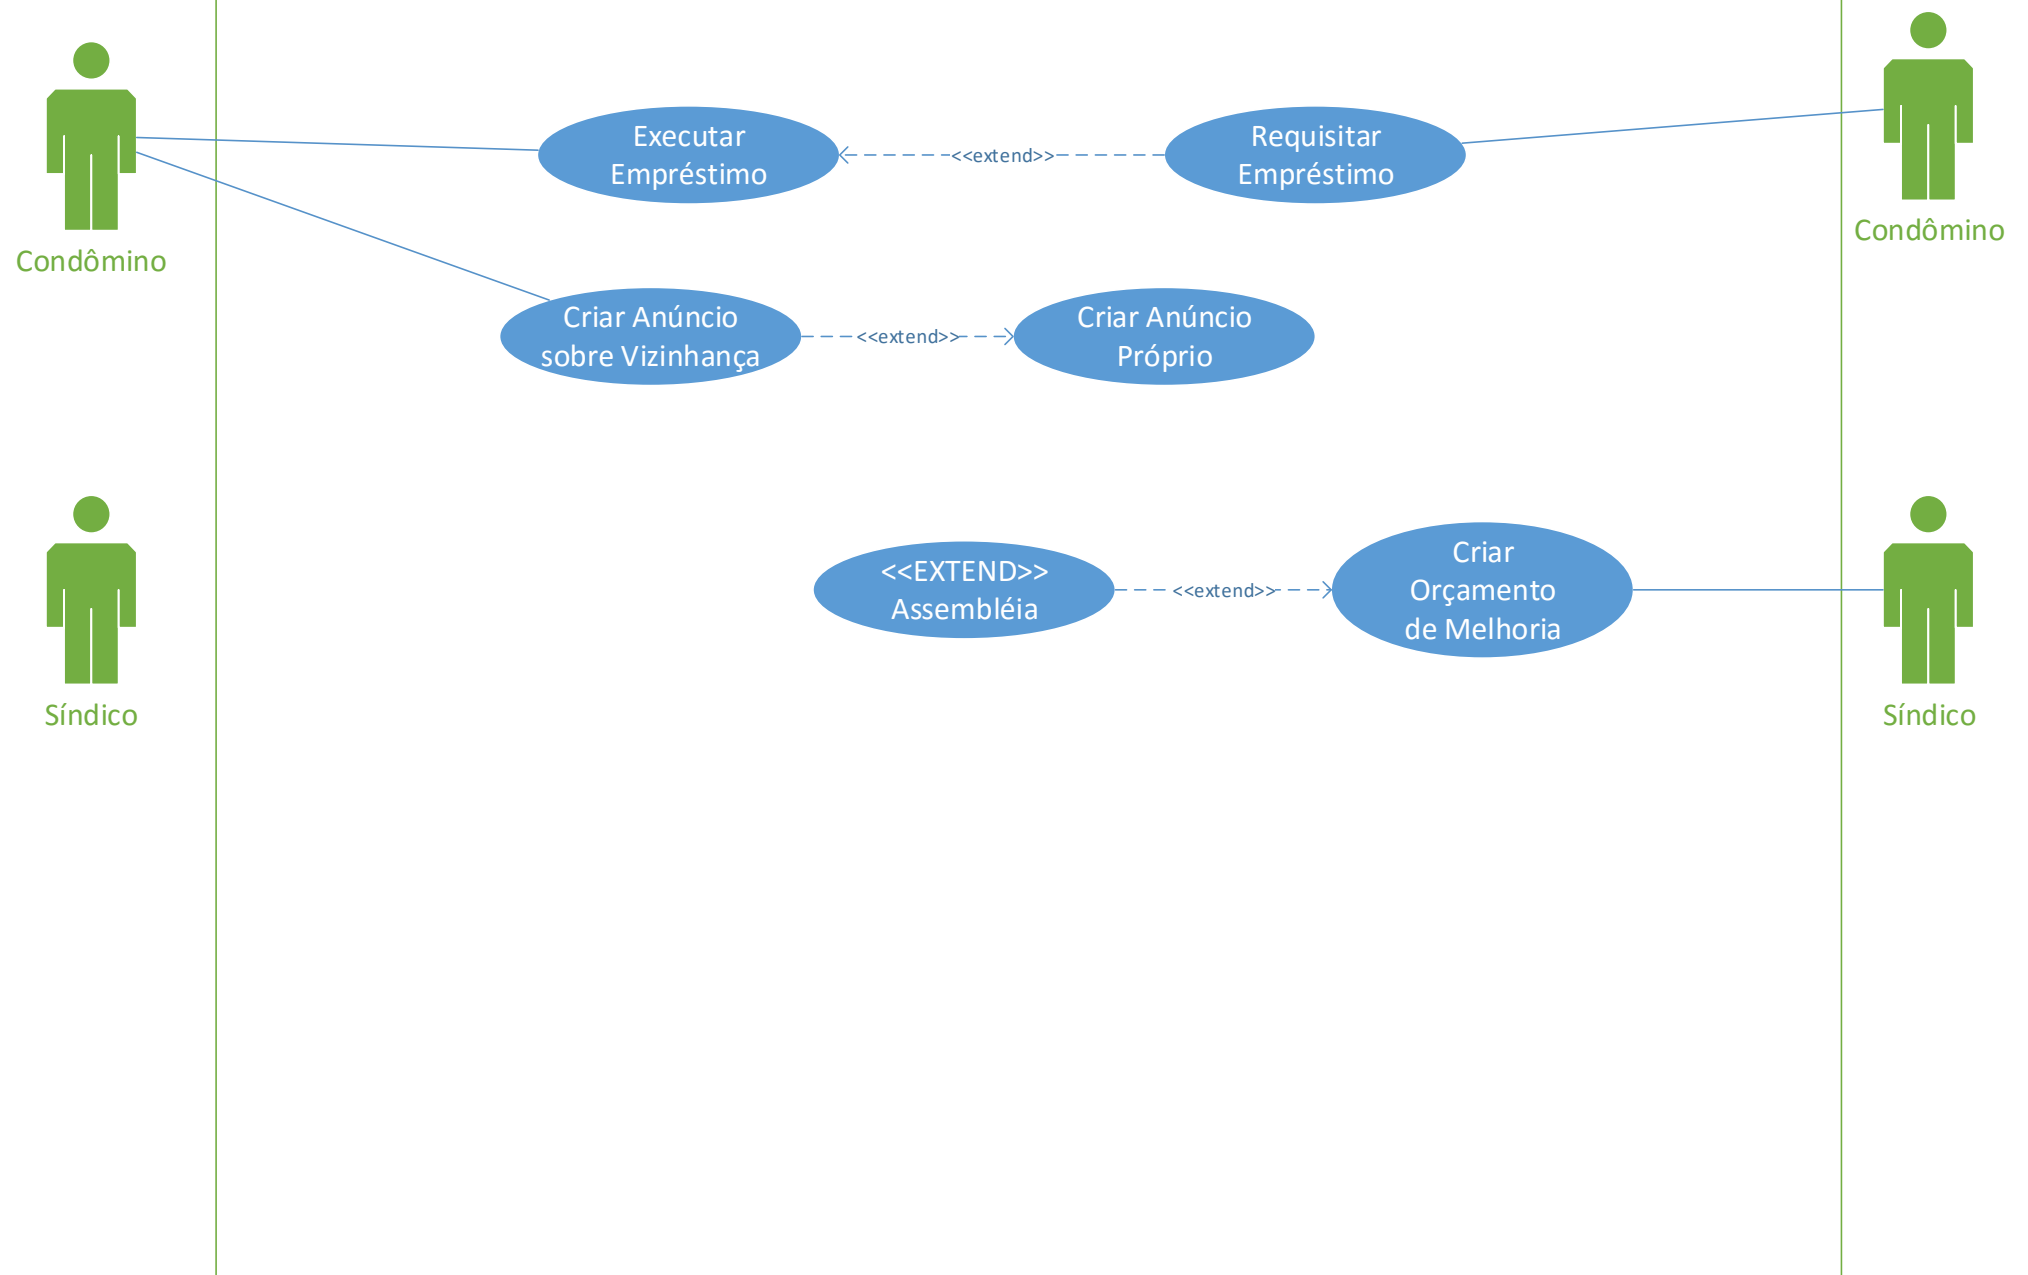 Condômino
Executar
Empréstimo
<<extend>>
Requisitar
Empréstimo
Condômino
Criar Anúncio
sobre Vizinhança
<<extend>>
Criar Anúncio
Próprio
Síndico
<<EXTEND>>
Assembléia
<<extend>>
Criar
Orçamento
de Melhoria
Síndico